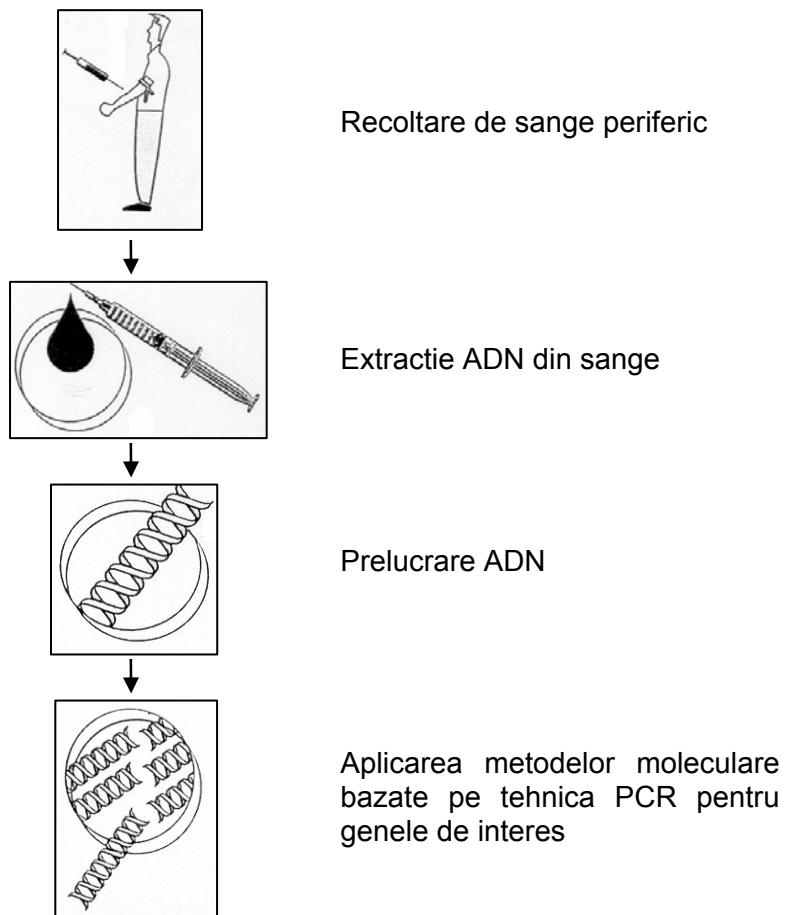 Recoltare de sange periferic
Extractie ADN din sange
Prelucrare ADN
Aplicarea metodelor moleculare
bazate pe tehnica PCR pentru
genele de interes